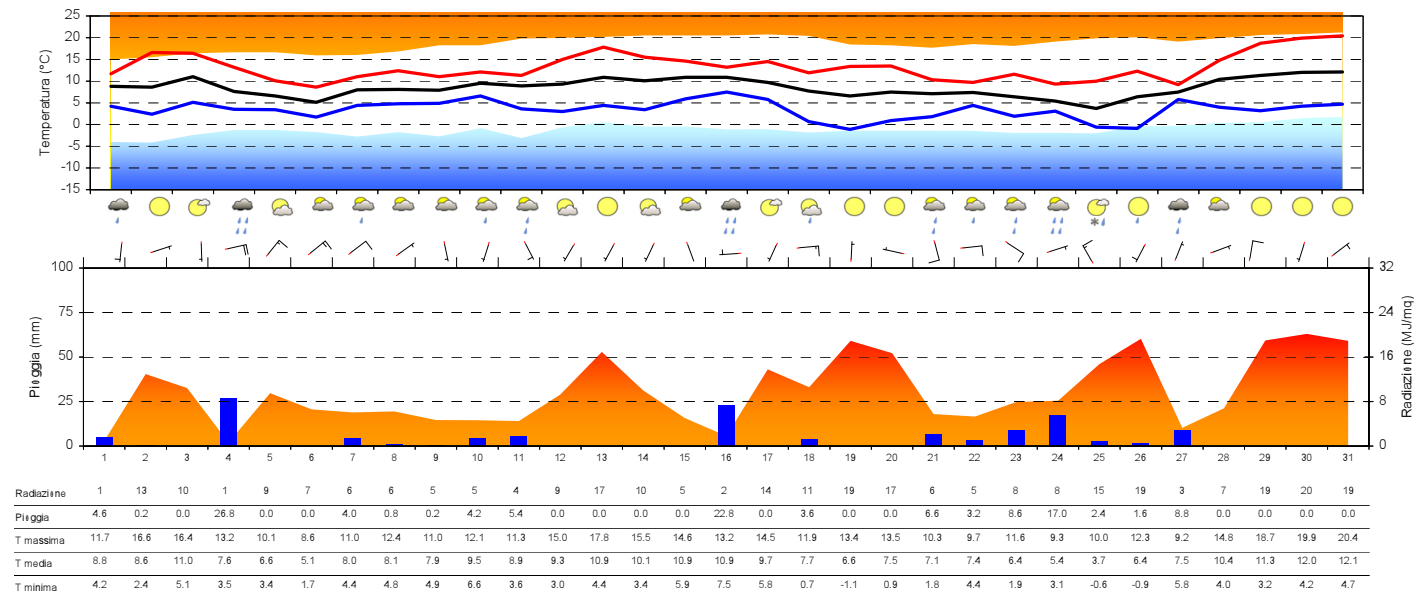 25
20
15
10
5
0
-5
-10
-15
Temperatura (°C)
100
75
50
25
0
Pioggia (mm)
32
24
16
8
0
Radiazione (MJ/mq)
1 2 3 4 5 6 7 8 9 10 11 12 13 14 15 16 17 18 19 20 21 22 23 24 25 26 27 28 29 30 31
Radiazione 1 13 10 1 9 7 6 6 5 5 4 9 17 10 5 2 14 11 19 17 6 5 8 8 15 19 3 7 19 20 19
Pioggia 4.6 0.2 0.0 26.8 0.0 0.0 4.0 0.8 0.2 4.2 5.4 0.0 0.0 0.0 0.0 22.8 0.0 3.6 0.0 0.0 6.6 3.2 8.6 17.0 2.4 1.6 8.8 0.0 0.0 0.0 0.0
T massima 11.7 16.6 16.4 13.2 10.1 8.6 11.0 12.4 11.0 12.1 11.3 15.0 17.8 15.5 14.6 13.2 14.5 11.9 13.4 13.5 10.3 9.7 11.6 9.3 10.0 12.3 9.2 14.8 18.7 19.9 20.4
T media 8.8 8.6 11.0 7.6 6.6 5.1 8.0 8.1 7.9 9.5 8.9 9.3 10.9 10.1 10.9 10.9 9.7 7.7 6.6 7.5 7.1 7.4 6.4 5.4 3.7 6.4 7.5 10.4 11.3 12.0 12.1
T minima 4.2 2.4 5.1 3.5 3.4 1.7 4.4 4.8 4.9 6.6 3.6 3.0 4.4 3.4 5.9 7.5 5.8 0.7 -1.1 0.9 1.8 4.4 1.9 3.1 -0.6 -0.9 5.8 4.0 3.2 4.2 4.7